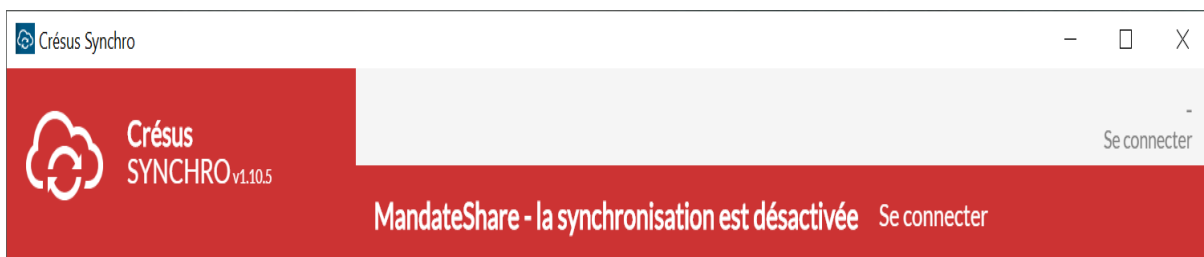 Crésus Synchro
Crésus
SYNCHRO v1.10.5
-
Se connecter
MandateShare - la synchronisation est désactivée Se connecter